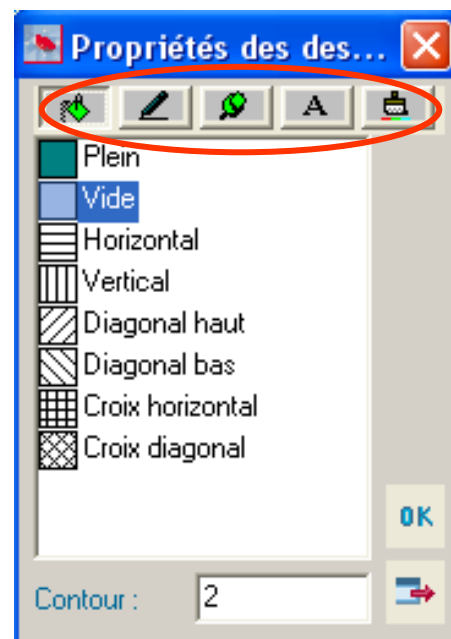 Propriétés des des...
A
Plein
Vide
Horizontal
Vertical
Diagonal haut
Diagonal bas
Croix horizontal
Croix diagonal
OK
Contour : 2